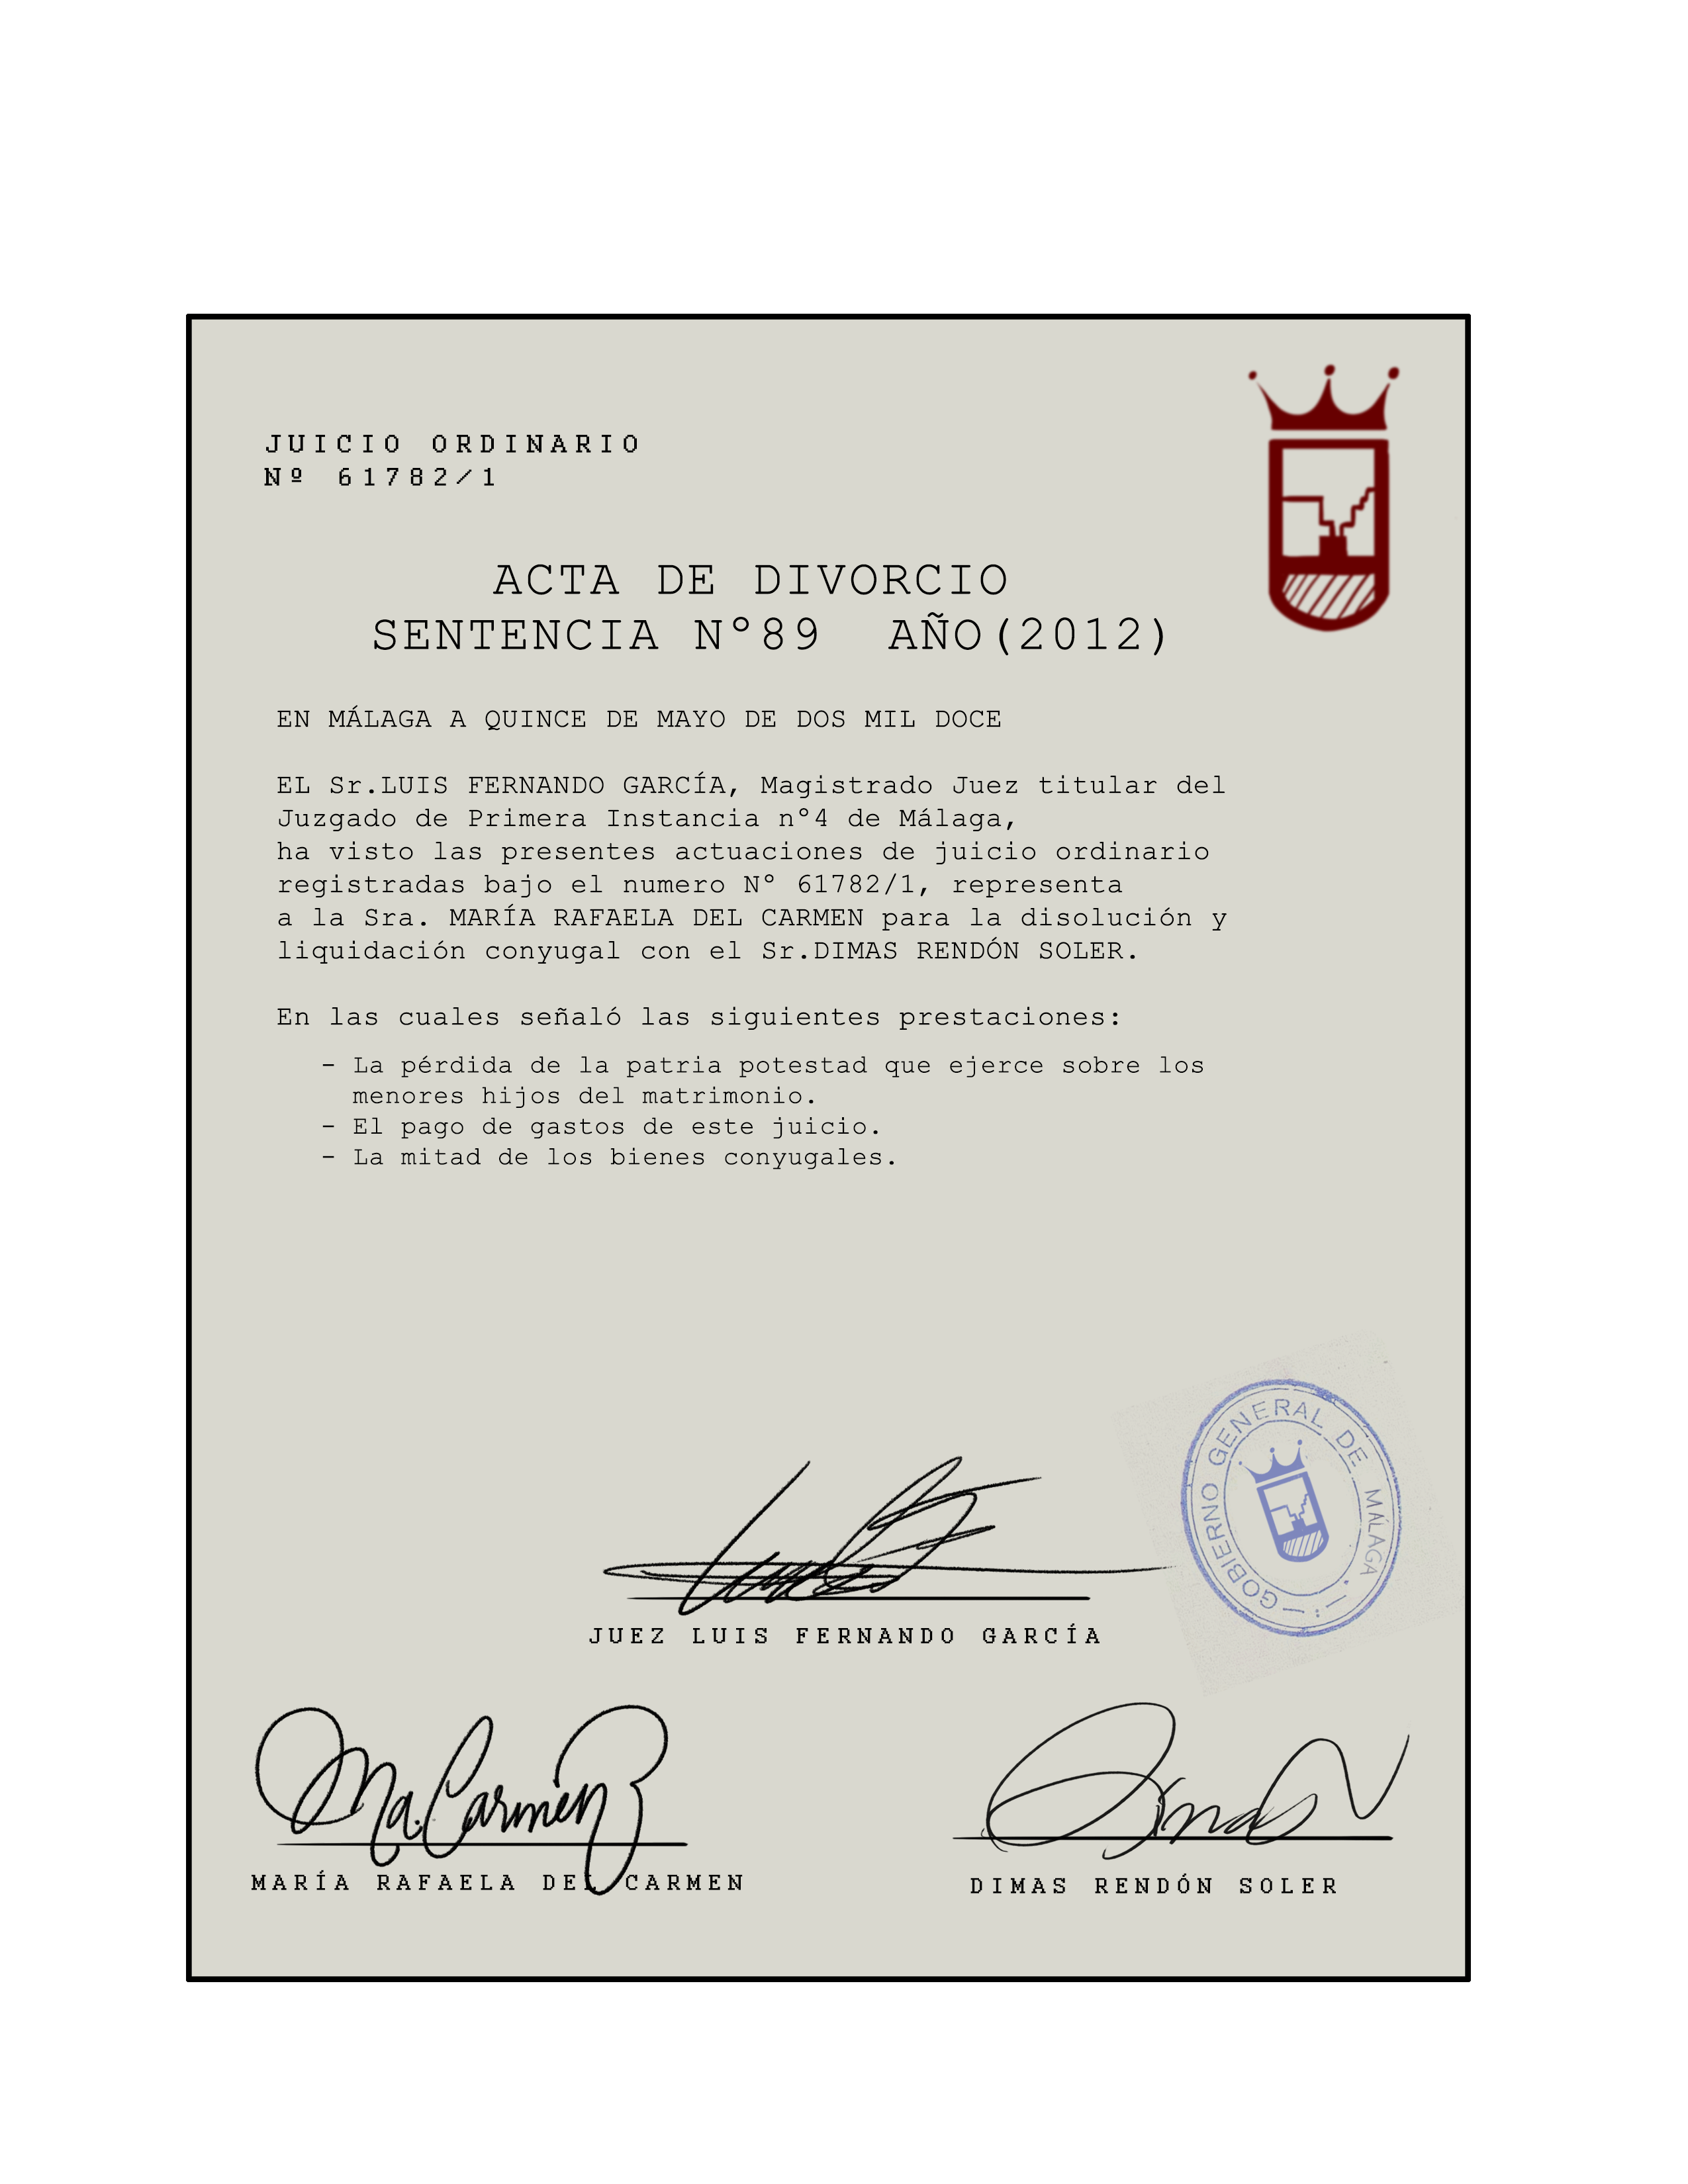 JUICIO ORDINARIO
Nº 61782/1
ACTA DE DIVORCIO
SENTENCIA N°89 AÑO(2012)
EN MÁLAGA A QUINCE DE MAYO DE DOS MIL DOCE
EL Sr.LUIS FERNANDO GARCÍA, Magistrado Juez titular del
Juzgado de Primera Instancia n°4 de Málaga,
ha visto las presentes actuaciones de juicio ordinario
registradas bajo el numero N° 61782/1, representa
a la Sra. MARÍA RAFAELA DEL CARMEN para la disolución y
liquidación conyugal con el Sr.DIMAS RENDÓN SOLER.
En las cuales señaló las siguientes prestaciones:
- La pérdida de la patria potestad que ejerce sobre los
menores hijos del matrimonio.
- El pago de gastos de este juicio.
- La mitad de los bienes conyugales.
GOBIERNO GENERAL DE MÁLAGA
JUEZ LUIS FERNANDO GARCÍA
Ma. Carmen
Dimas
MARÍA RAFAELA DEL CARMEN
DIMAS RENDÓN SOLER